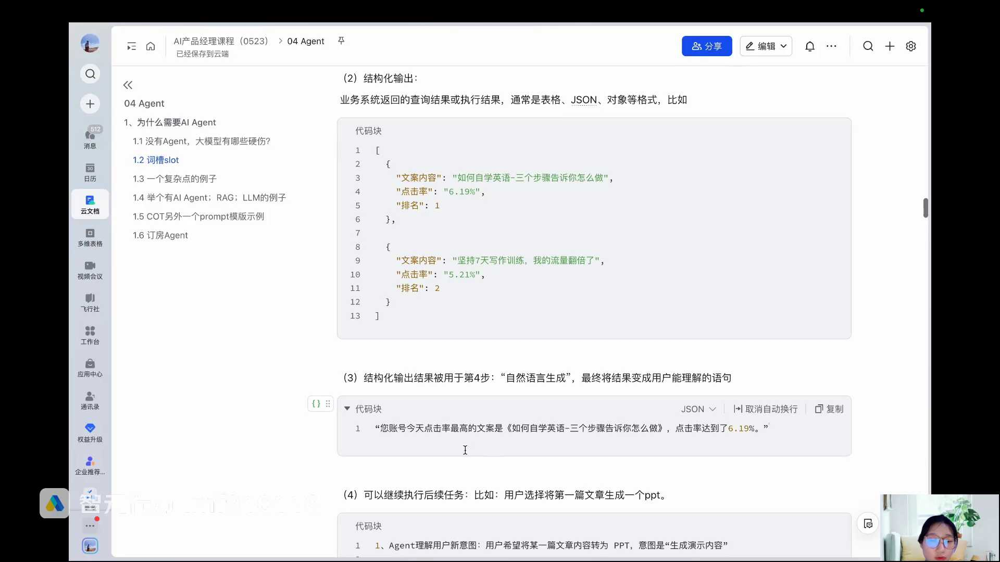 AI产品经理课程（0523） > 04 Agent
已经保存到云端
分享
编辑
512
消息
30
日历
云文档
多维表格
视频会议
飞行社
工作台
应用中心
通讯录
权益升级
企业推荐...
04 Agent
1、为什么需要AI Agent
1.1 没有Agent，大模型有哪些硬伤?
1.2 词槽slot
1.3 一个复杂点的例子
1.4 举个有AI Agent；RAG；LLM的例子
1.5 COT另外一个prompt模版示例
1.6 订房Agent
（2）结构化输出：
业务系统返回的查询结果或执行结果，通常是表格、JSON、对象等格式，比如
代码块
1 [
2 {
3 "文案内容": "如何自学英语-三个步骤告诉你怎么做",
4 "点击率": "6.19%",
5 "排名": 1
6 },
7
8 {
9 "文案内容": "坚持7天写作训练，我的流量翻倍了",
10 "点击率": "5.21%",
11 "排名": 2
12 }
13 ]
（3）结构化输出结果被用于第4步：“自然语言生成”，最终将结果变成用户能理解的语句
{} 代码块 JSON 取消自动换行 复制
1 “您账号今天点击率最高的文案是《如何自学英语-三个步骤告诉你怎么做》，点击率达到了6.19%。”
（4）可以继续执行后续任务：比如：用户选择将第一篇文章生成一个ppt。
代码块
1 1、Agent理解用户新意图：用户希望将某一篇文章内容转为 PPT，意图是“生成演示内容”